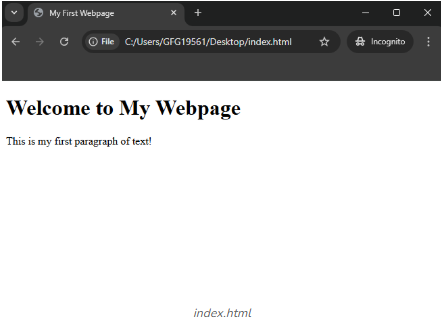 My First Webpage
File C:/Users/GFG19561/Desktop/index.html Incognito
Welcome to My Webpage
This is my first paragraph of text!
index.html